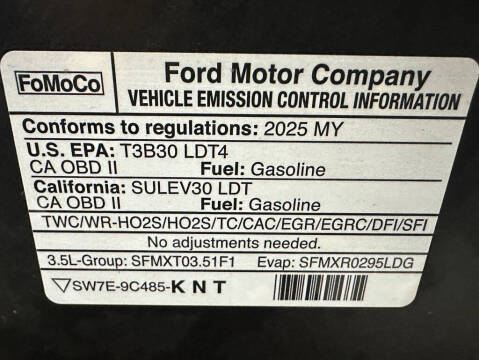 FoMoCo
Ford Motor Company
VEHICLE EMISSION CONTROL INFORMATION
Conforms to regulations: 2025 MY
U.S. EPA: T3B30 LDT4
CA OBD II Fuel: Gasoline
California: SULEV30 LDT
CA OBD II Fuel: Gasoline
TWC/WR-HO2S/HO2S/TC/CAC/EGR/EGRC/DFI/SFI
No adjustments needed.
3.5L-Group: SFMXT03.51F1 Evap: SFMXR0295LDG
SW7E-9C485-K N T